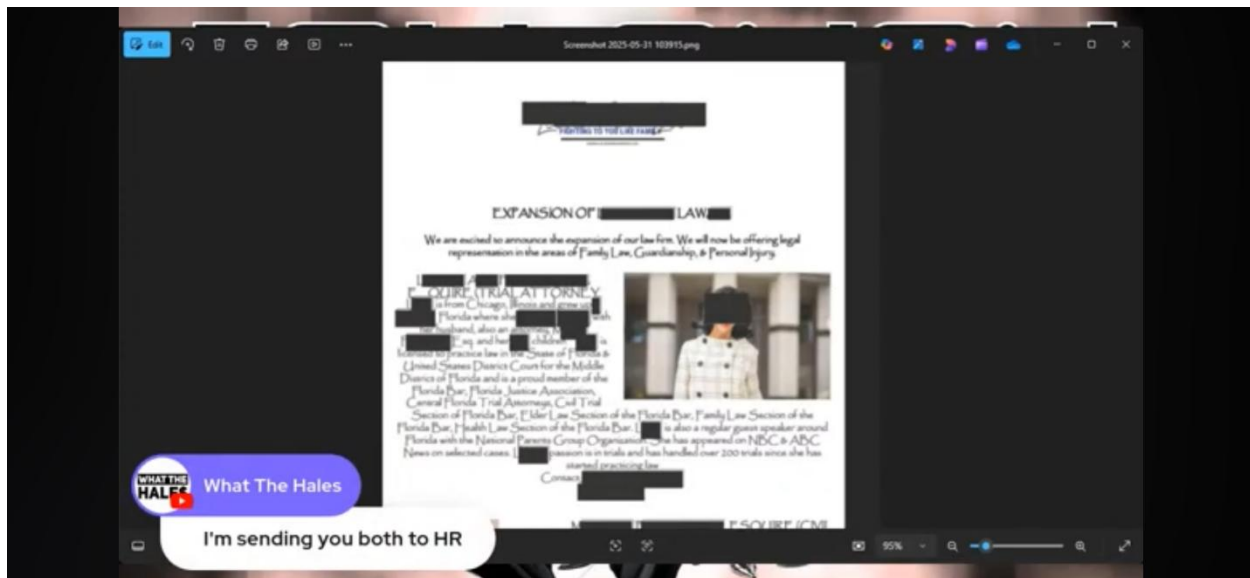 Edit
Screenshot 2025-05-31 103915.png
FIGHTING TO YOU LIKE FAMILY
EXPANSION OF LAW
We are excited to announce the expansion of our law firm. We will now be offering legal
representation in the areas of Family Law, Guardianship, & Personal Injury.
E QUIRE (TRIAL ATTORNEY
is from Chicago, Illinois and grew up
Florida where she with
her husband, also an attorney,
Esq. and her children is
licensed to practice law in the State of Florida &
United States District Court for the Middle
District of Florida and is a proud member of the
Florida Bar, Florida Justice Association,
Central Florida Trial Attorneys, Civil Trial
Section of Florida Bar, Elder Law Section of the Florida Bar, Family Law Section of the
Florida Bar, Health Law Section of the Florida Bar. is also a regular guest speaker around
Florida with the National Parents Group Organization. She has appeared on NBC & ABC
News on selected cases. passion is in trials and has handled over 200 trials since she has
started practicing law
Contact
ESQUIRE (CIVIL
WHAT THE
HALES
What The Hales
I'm sending you both to HR
95%